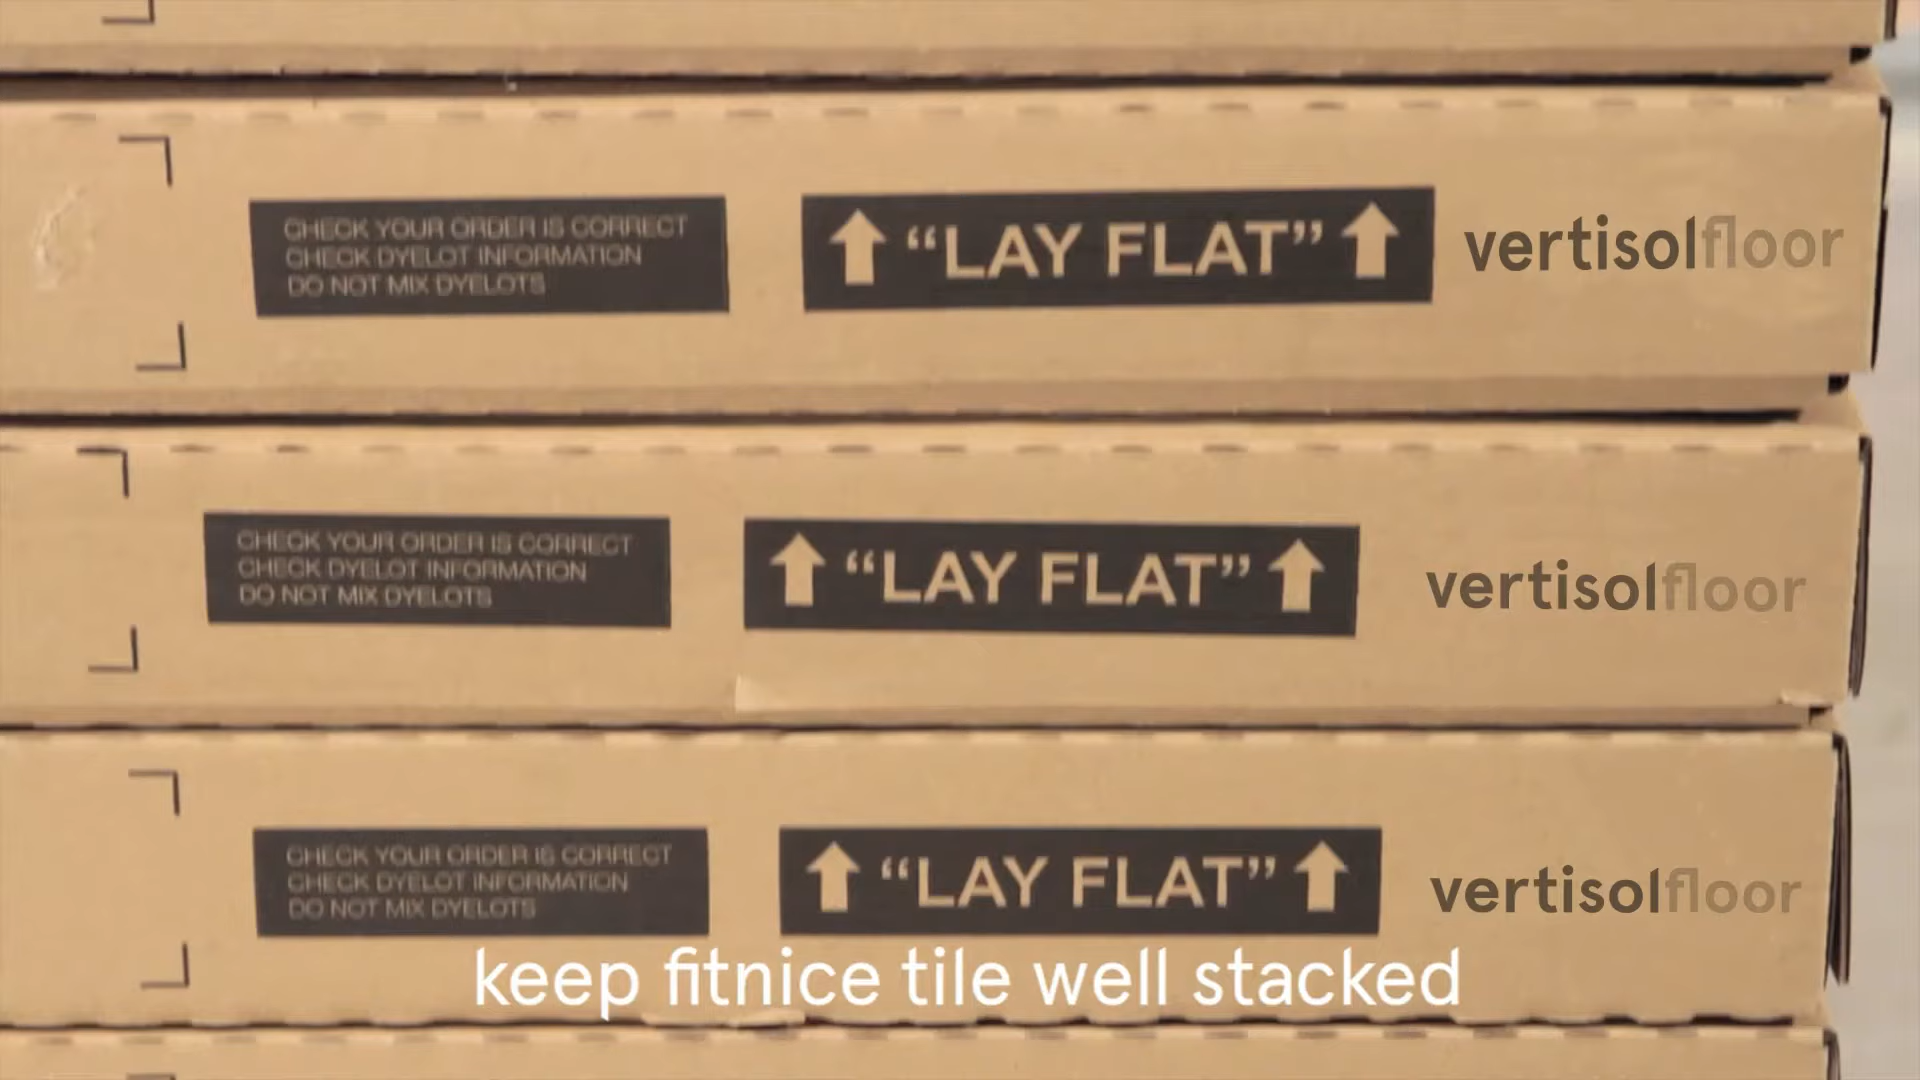 CHECK YOUR ORDER IS CORRECT
CHECK DYELOT INFORMATION
DO NOT MIX DYELOTS
“LAY FLAT”
vertisolfloor
CHECK YOUR ORDER IS CORRECT
CHECK DYELOT INFORMATION
DO NOT MIX DYELOTS
“LAY FLAT”
vertisolfloor
CHECK YOUR ORDER IS CORRECT
CHECK DYELOT INFORMATION
DO NOT MIX DYELOTS
“LAY FLAT”
vertisolfloor
keep fitnice tile well stacked